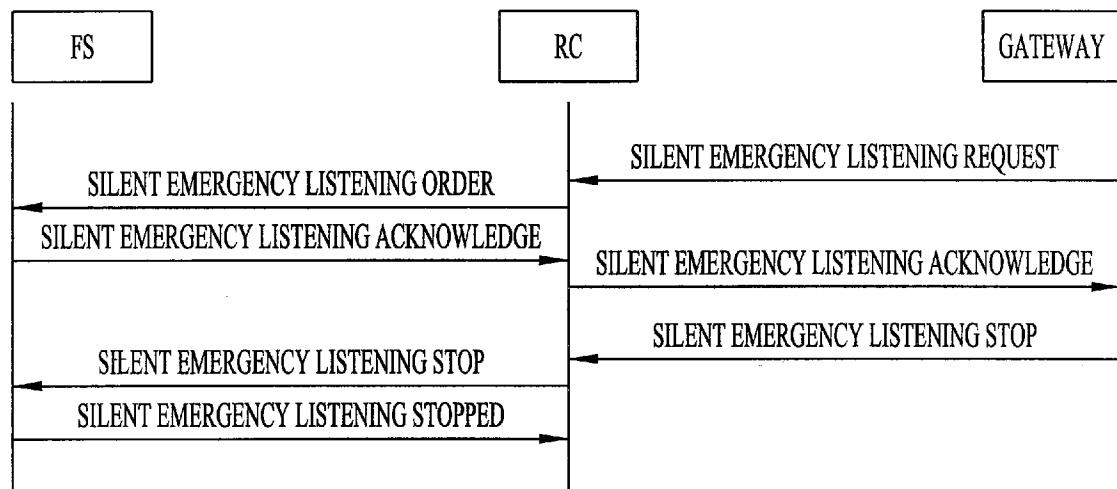 FS
RC
GATEWAY
SILENT EMERGENCY LISTENING REQUEST
SILENT EMERGENCY LISTENING ORDER
SILENT EMERGENCY LISTENING ACKNOWLEDGE
SILENT EMERGENCY LISTENING ACKNOWLEDGE
SILENT EMERGENCY LISTENING STOP
SILENT EMERGENCY LISTENING STOP
SILENT EMERGENCY LISTENING STOPPED